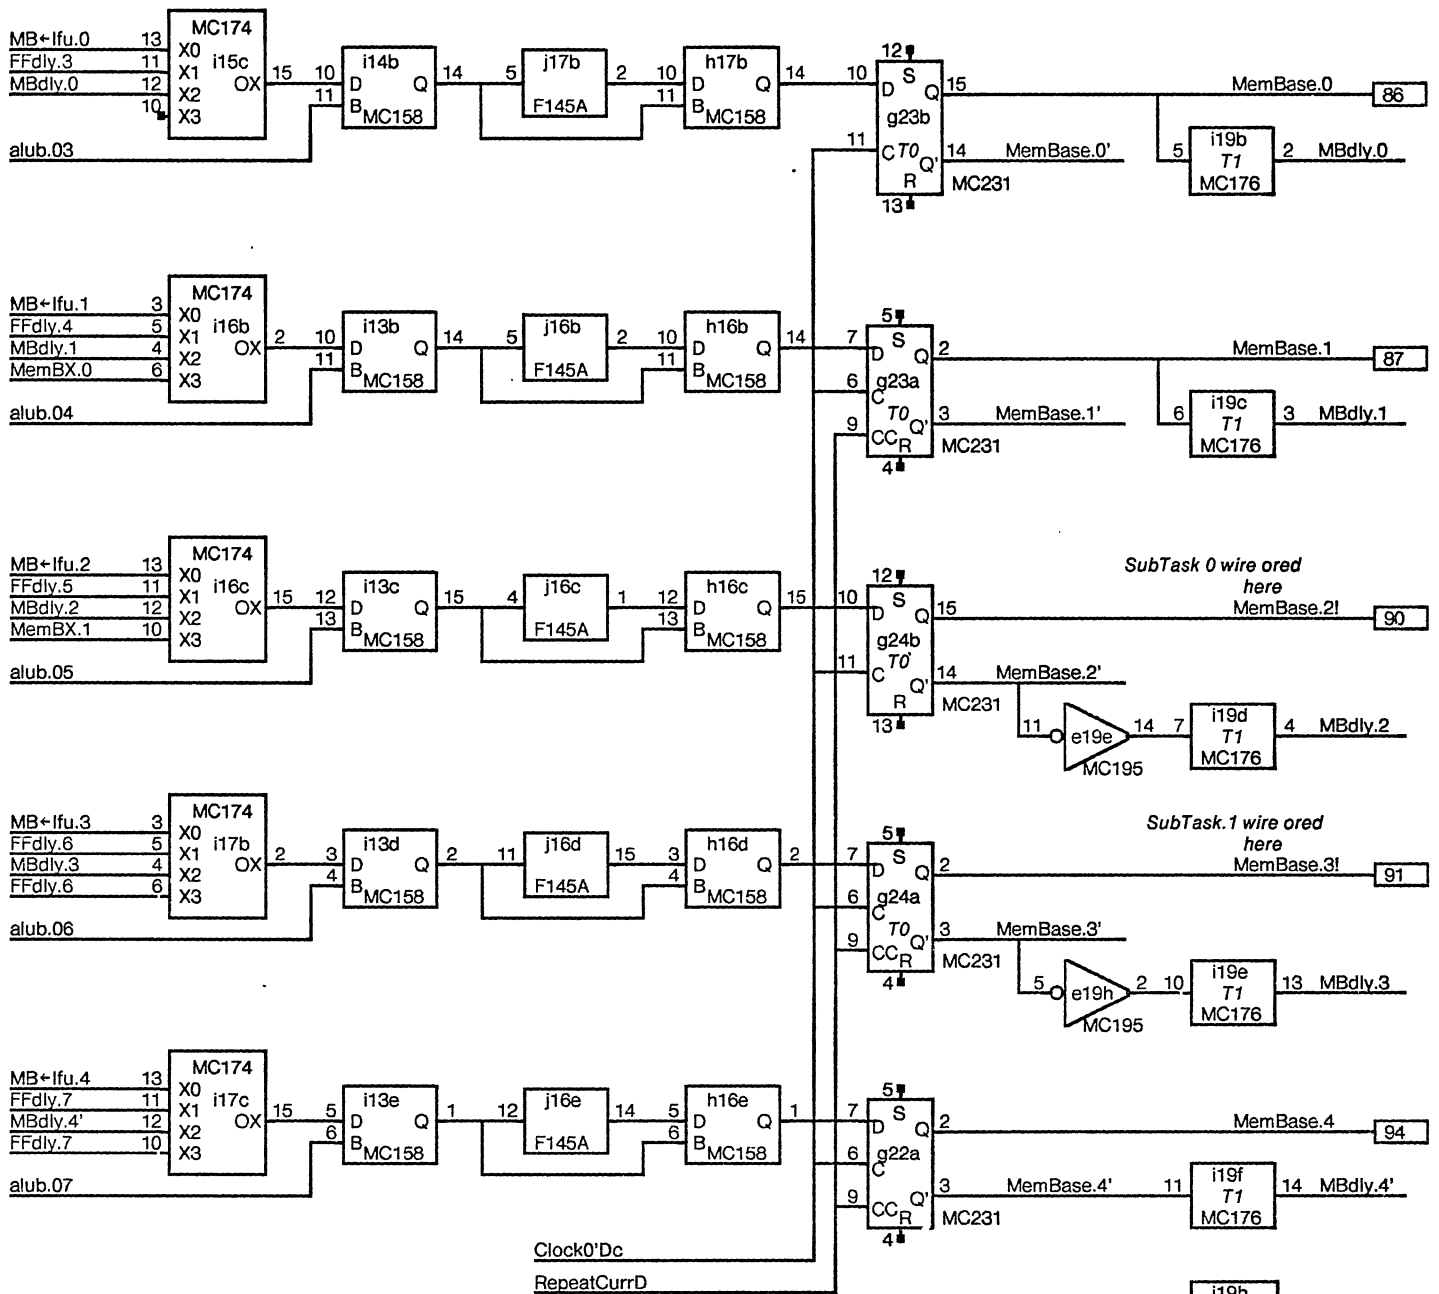 MB←Ifu.0 13 X0 MC174
FFdly.3 11 X1 i15c
MBdly.0 12 X2 OX 15
10 X3
alub.03
10 D i14b Q 14
11 B MC158
5 j17b 2
F145A
10 D h17b Q 14
11 B MC158
12 S
10 D Q 15 MemBase.0 86
g23b
11 C T0 Q' 14 MemBase.0'
R MC231
13
5 i19b 2 MBdly.0
T1
MC176
MB←Ifu.1 3 X0 MC174
FFdly.4 5 X1 i16b
MBdly.1 4 X2 OX 2
MemBX.0 6 X3
alub.04
10 D i13b Q 14
11 B MC158
5 j16b 2
F145A
10 D h16b Q 14
11 B MC158
5 S
7 D Q 2 MemBase.1 87
6 C g23a
T0 Q' 3 MemBase.1'
9 CC R MC231
4
6 i19c 3 MBdly.1
T1
MC176
MB←Ifu.2 13 X0 MC174
FFdly.5 11 X1 i16c
MBdly.2 12 X2 OX 15
MemBX.1 10 X3
alub.05
12 D i13c Q 15
13 B MC158
4 j16c 1
F145A
12 D h16c Q 15
13 B MC158
12 S
10 D Q 15
g24b
11 C T0 Q' 14 MemBase.2'
R MC231
13
SubTask 0 wire ored
here
MemBase.2! 90
11 e19e 14
MC195
7 i19d 4 MBdly.2
T1
MC176
MB←Ifu.3 3 X0 MC174
FFdly.6 5 X1 i17b
MBdly.3 4 X2 OX 2
FFdly.6 6 X3
alub.06
3 D i13d Q 2
4 B MC158
11 j16d 15
F145A
3 D h16d Q 2
4 B MC158
5 S
7 D Q 2
6 C g24a
T0 Q' 3 MemBase.3'
9 CC R MC231
4
SubTask.1 wire ored
here
MemBase.3! 91
5 e19h 2
MC195
10 i19e 13 MBdly.3
T1
MC176
MB←Ifu.4 13 X0 MC174
FFdly.7 11 X1 i17c
MBdly.4' 12 X2 OX 15
FFdly.7 10 X3
alub.07
5 D i13e Q 1
6 B MC158
12 j16e 14
F145A
5 D h16e Q 1
6 B MC158
5 S
7 D Q 2 MemBase.4 94
6 C g22a
Q' 3 MemBase.4'
9 CC R MC231
4
11 i19f 14 MBdly.4'
T1
MC176
Clock0'Dc
RepeatCurrD